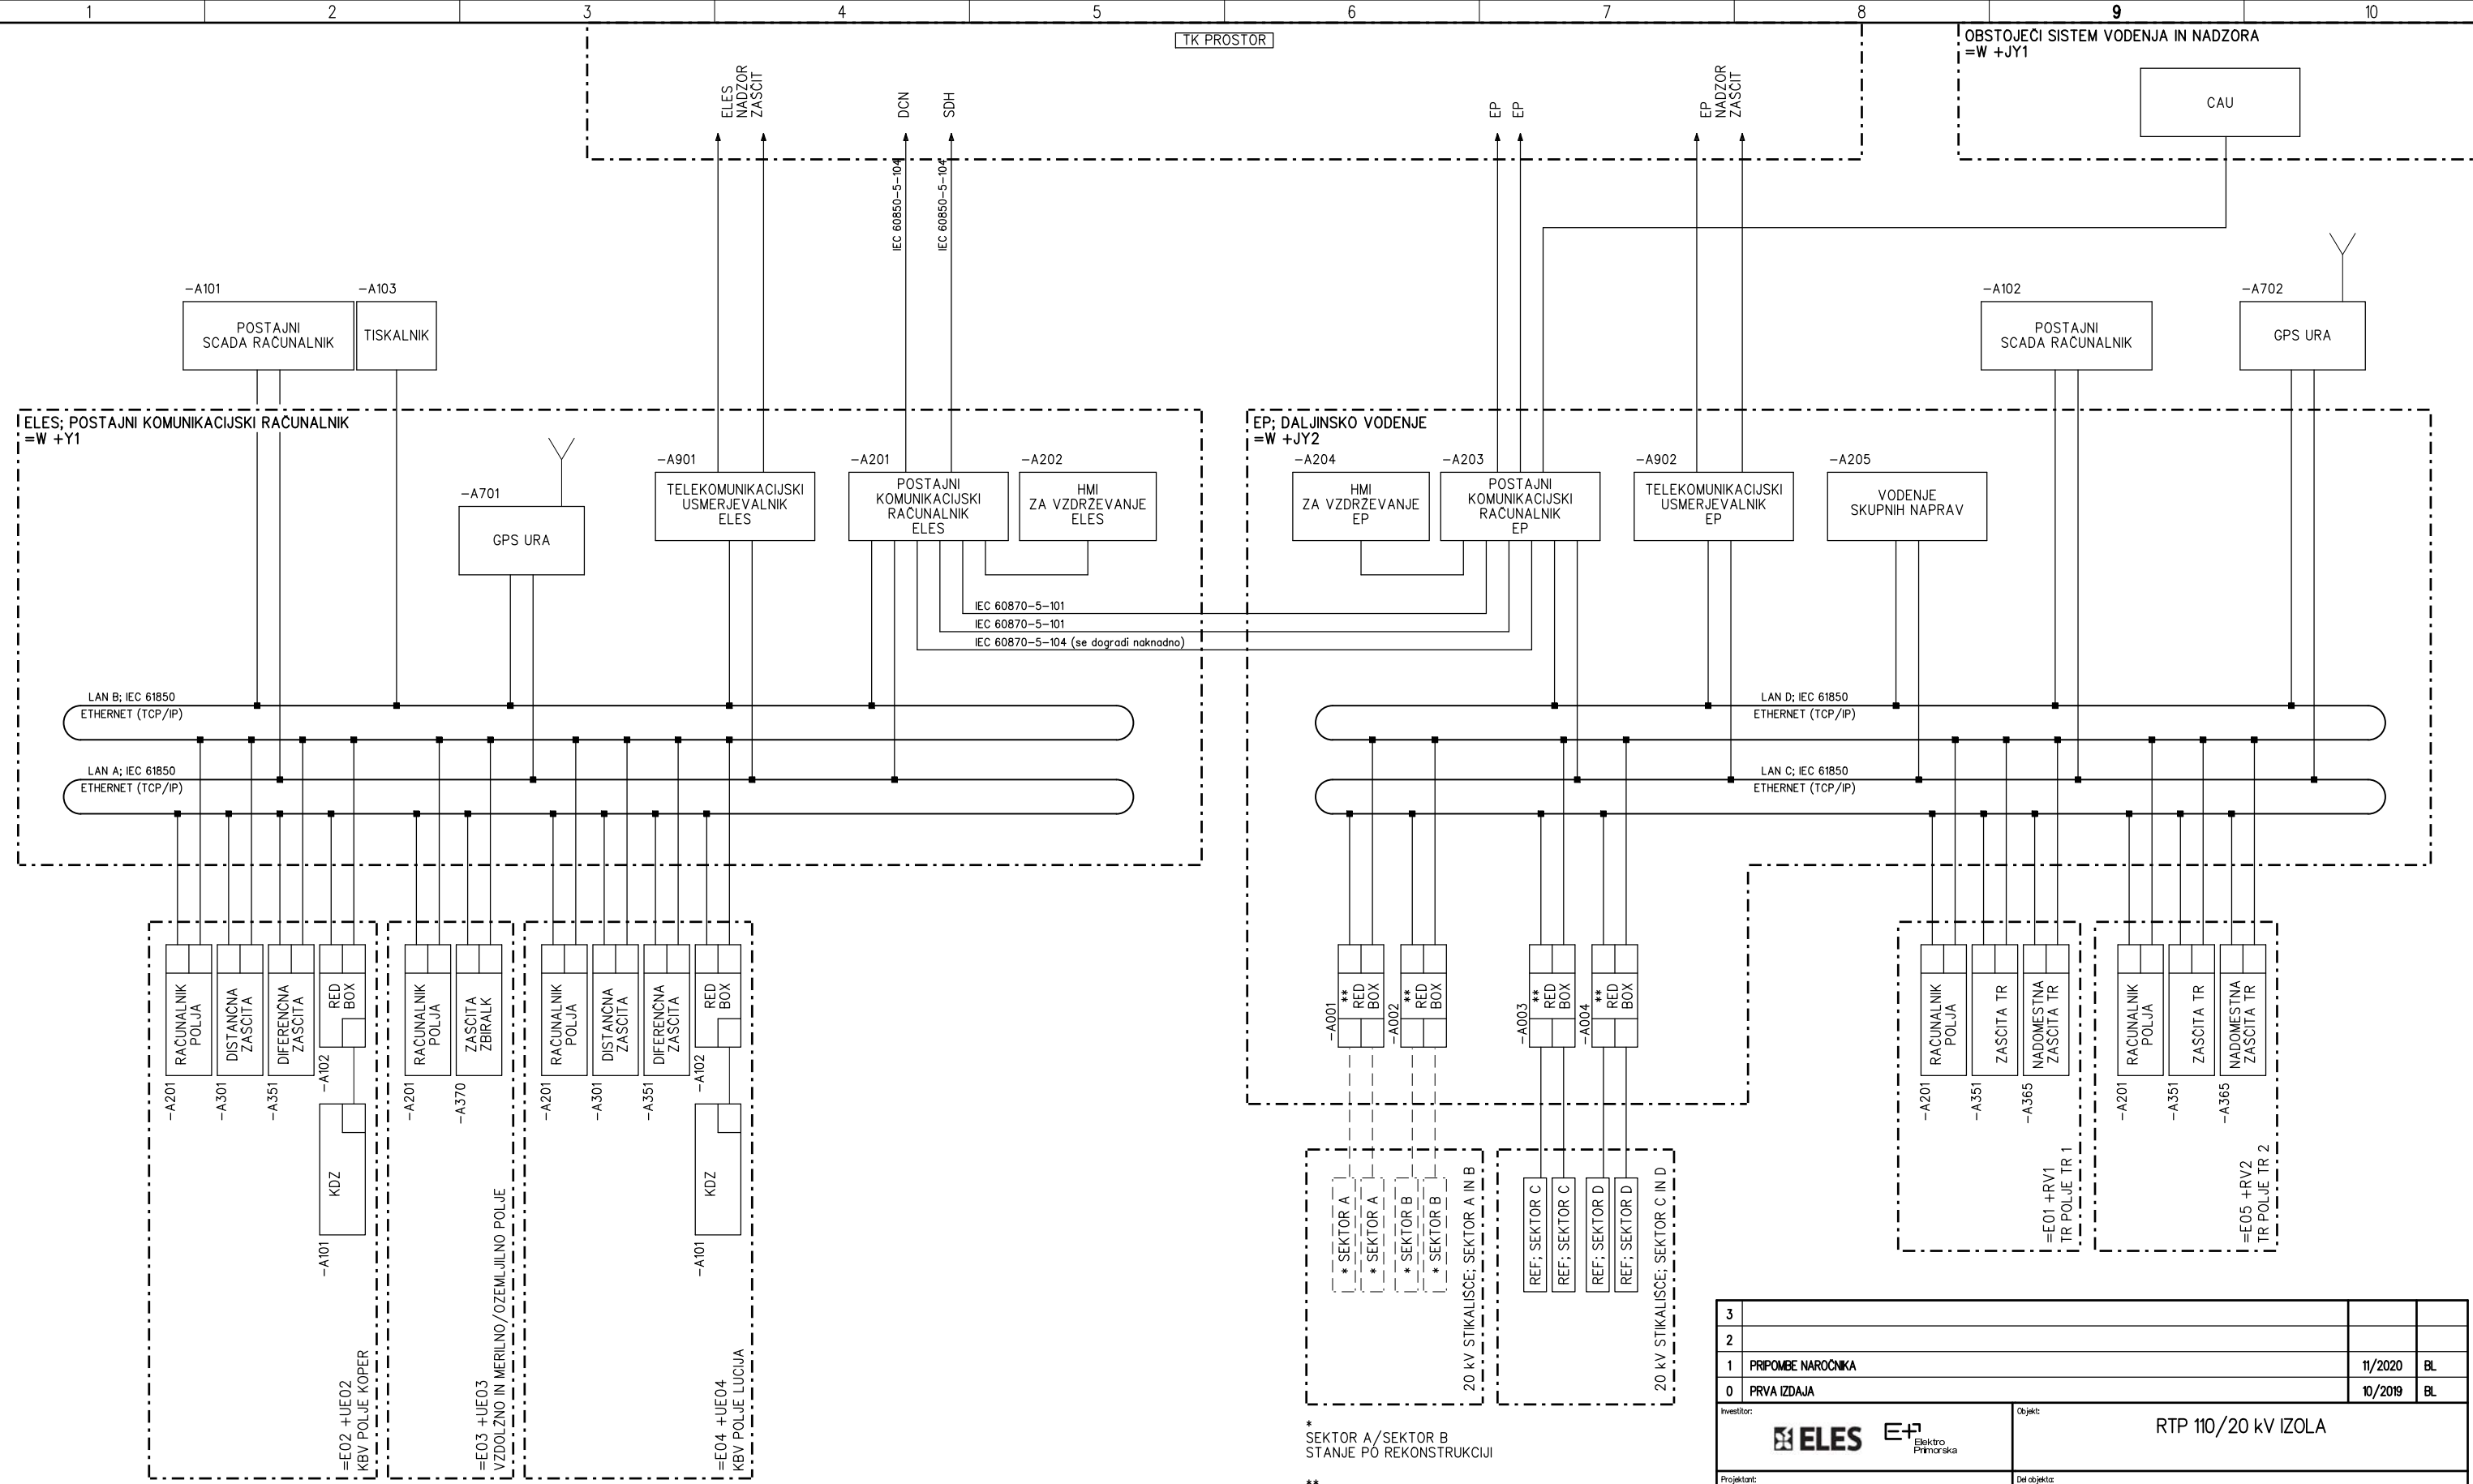 1 2 3 4 5 6 7 8 9 10
TK PROSTOR
OBSTOJEČI SISTEM VODENJA IN NADZORA
=W +JY1
CAU
ELES
NADZOR
ZAŠČIT
DCN
SDH
EP
EP
EP
NADZOR
ZAŠČIT
IEC 60850-5-104
IEC 60850-5-104
-A101
POSTAJNI
SCADA RAČUNALNIK
-A103
TISKALNIK
-A102
POSTAJNI
SCADA RAČUNALNIK
-A702
GPS URA
ELES; POSTAJNI KOMUNIKACIJSKI RAČUNALNIK
=W +Y1
-A701
GPS URA
-A901
TELEKOMUNIKACIJSKI
USMERJEVALNIK
ELES
-A201
POSTAJNI
KOMUNIKACIJSKI
RAČUNALNIK
ELES
-A202
HMI
ZA VZDRŽEVANJE
ELES
EP; DALJINSKO VODENJE
=W +JY2
-A204
HMI
ZA VZDRŽEVANJE
EP
-A203
POSTAJNI
KOMUNIKACIJSKI
RAČUNALNIK
EP
-A902
TELEKOMUNIKACIJSKI
USMERJEVALNIK
EP
-A205
VODENJE
SKUPNIH NAPRAV
IEC 60870-5-101
IEC 60870-5-101
IEC 60870-5-104 (se dogradi naknadno)
LAN B; IEC 61850
ETHERNET (TCP/IP)
LAN A; IEC 61850
ETHERNET (TCP/IP)
LAN D; IEC 61850
ETHERNET (TCP/IP)
LAN C; IEC 61850
ETHERNET (TCP/IP)
RAČUNALNIK
POLJA
-A201
DISTANČNA
ZAŠČITA
-A301
DIFERENČNA
ZAŠČITA
-A351
RED
BOX
-A102
KDZ
-A101
=E02 +UE02
KBV POLJE KOPER
RAČUNALNIK
POLJA
-A201
ZAŠČITA
ZBIRALK
-A370
=E03 +UE03
VZDOLŽNO IN MERILNO/OZEMLJILNO POLJE
RAČUNALNIK
POLJA
-A201
DISTANČNA
ZAŠČITA
-A301
DIFERENČNA
ZAŠČITA
-A351
RED
BOX
-A102
KDZ
-A101
=E04 +UE04
KBV POLJE LUCIJA
-A001
**
RED
BOX
-A002
**
RED
BOX
-A003
**
RED
BOX
-A004
**
RED
BOX
* SEKTOR A
* SEKTOR A
* SEKTOR B
* SEKTOR B
20 kV STIKALIŠČE; SEKTOR A IN B
REF; SEKTOR C
REF; SEKTOR C
REF; SEKTOR D
REF; SEKTOR D
20 kV STIKALIŠČE; SEKTOR C IN D
RAČUNALNIK
POLJA
-A201
ZAŠČITA TR
-A351
NADOMESTNA
ZAŠČITA TR
-A365
=E01 +RV1
TR POLJE TR 1
RAČUNALNIK
POLJA
-A201
ZAŠČITA TR
-A351
NADOMESTNA
ZAŠČITA TR
-A365
=E05 +RV2
TR POLJE TR 2
*
SEKTOR A/SEKTOR B
STANJE PO REKONSTRUKCIJI
**
3
2
1 PRIPOMBE NAROČNIKA 11/2020 BL
0 PRVA IZDAJA 10/2019 BL
Investitor:
ELES
Elektro
Primorska
Objekt:
RTP 110/20 kV IZOLA
Projektant:
Del objekta: